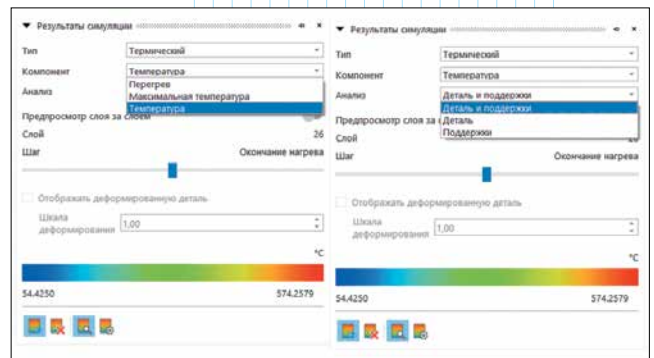 Результаты симуляции
Тип
Термический
Компонент
Температура
Перегрев
Анализ
Максимальная температура
Температура
Предпросмотр слоя за слоем
Слой
26
Шаг
Окончание нагрева
Отображать деформированную деталь
Шкала деформирования
1,00
°C
54.4250
574.2579
Результаты симуляции
Тип
Термический
Компонент
Температура
Анализ
Деталь и поддержки
Деталь и поддержки
Предпросмотр слоя за
Деталь
Поддержки
Слой
26
Шаг
Окончание нагрева
Отображать деформированную деталь
Шкала деформирования
1,00
°C
54.4250
574.2579